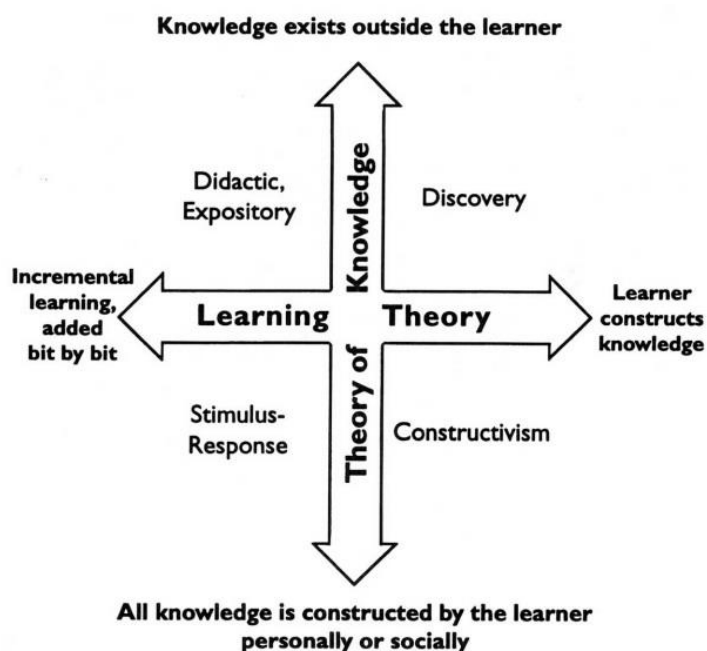 Knowledge exists outside the learner
Didactic,
Expository
Discovery
Knowledge
Incremental
learning,
added
bit by bit
Learning Theory
Learner
constructs
knowledge
Stimulus-
Response
Theory of
Constructivism
All knowledge is constructed by the learner
personally or socially